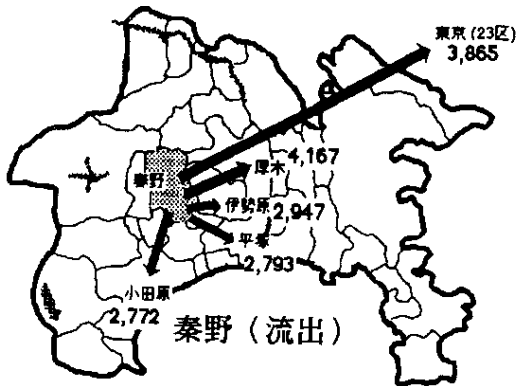 東京(23区)
3,865
秦野
厚木 4,167
伊勢原 2,947
平塚
2,793
小田原
2,772
秦野(流出)